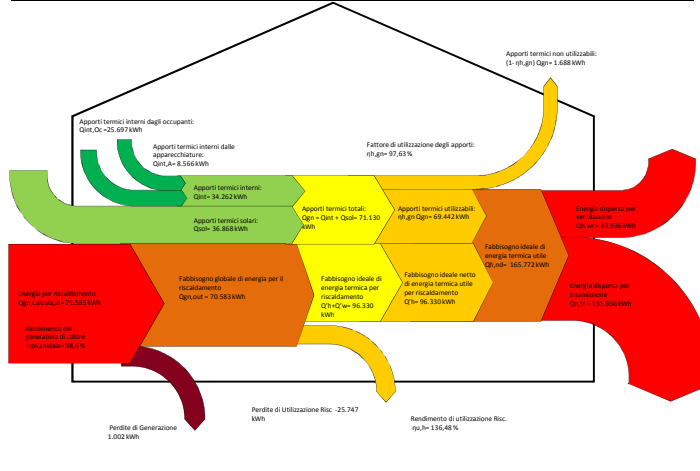 Apporti termici non utilizzabili:
(1- ηh,gn) Qgn= 1.688 kWh
Apporti termici interni dagli occupanti:
Qint,Oc =25.697 kWh
Apporti termici interni dalle
apparecchiature:
Qint,A= 8.566 kWh
Fattore di utilizzazione degli apporti:
ηh,gn= 97,63 %
Apporti termici interni:
Qint= 34.262 kWh
Apporti termici solari:
Qsol= 36.868 kWh
Apporti termici totali:
Qgn = Qint + Qsol= 71.130
kWh
Apporti termici utilizzabili:
ηh,gn Qgn= 69.442 kWh
Energia dispersa per
ventilazione
Qh,ve = 33.936 kWh
Fabbisogno ideale di
energia termica utile
Qh,nd= 165.772 kWh
Energia per riscaldamento
Qgn,caldaia,in= 71.585 kWh
Rendimento del
generatore di calore
ηgn,caldaia= 98,6 %
Fabbisogno globale di energia per il
riscaldamento
Qgn,out = 70.583 kWh
Fabbisogno ideale di
energia termica per
riscaldamento
Q'h+Q'w= 96.330
kWh
Fabbisogno ideale netto
di energia termica utile
per riscaldamento
Q'h= 96.330 kWh
Energia dispersa per
trasmissione
Qh,tr= 131.836 kWh
Perdite di Generazione
1.002 kWh
Perdite di Utilizzazione Risc -25.747
kWh
Rendimento di utilizzazione Risc.
ηu,h= 136,48 %